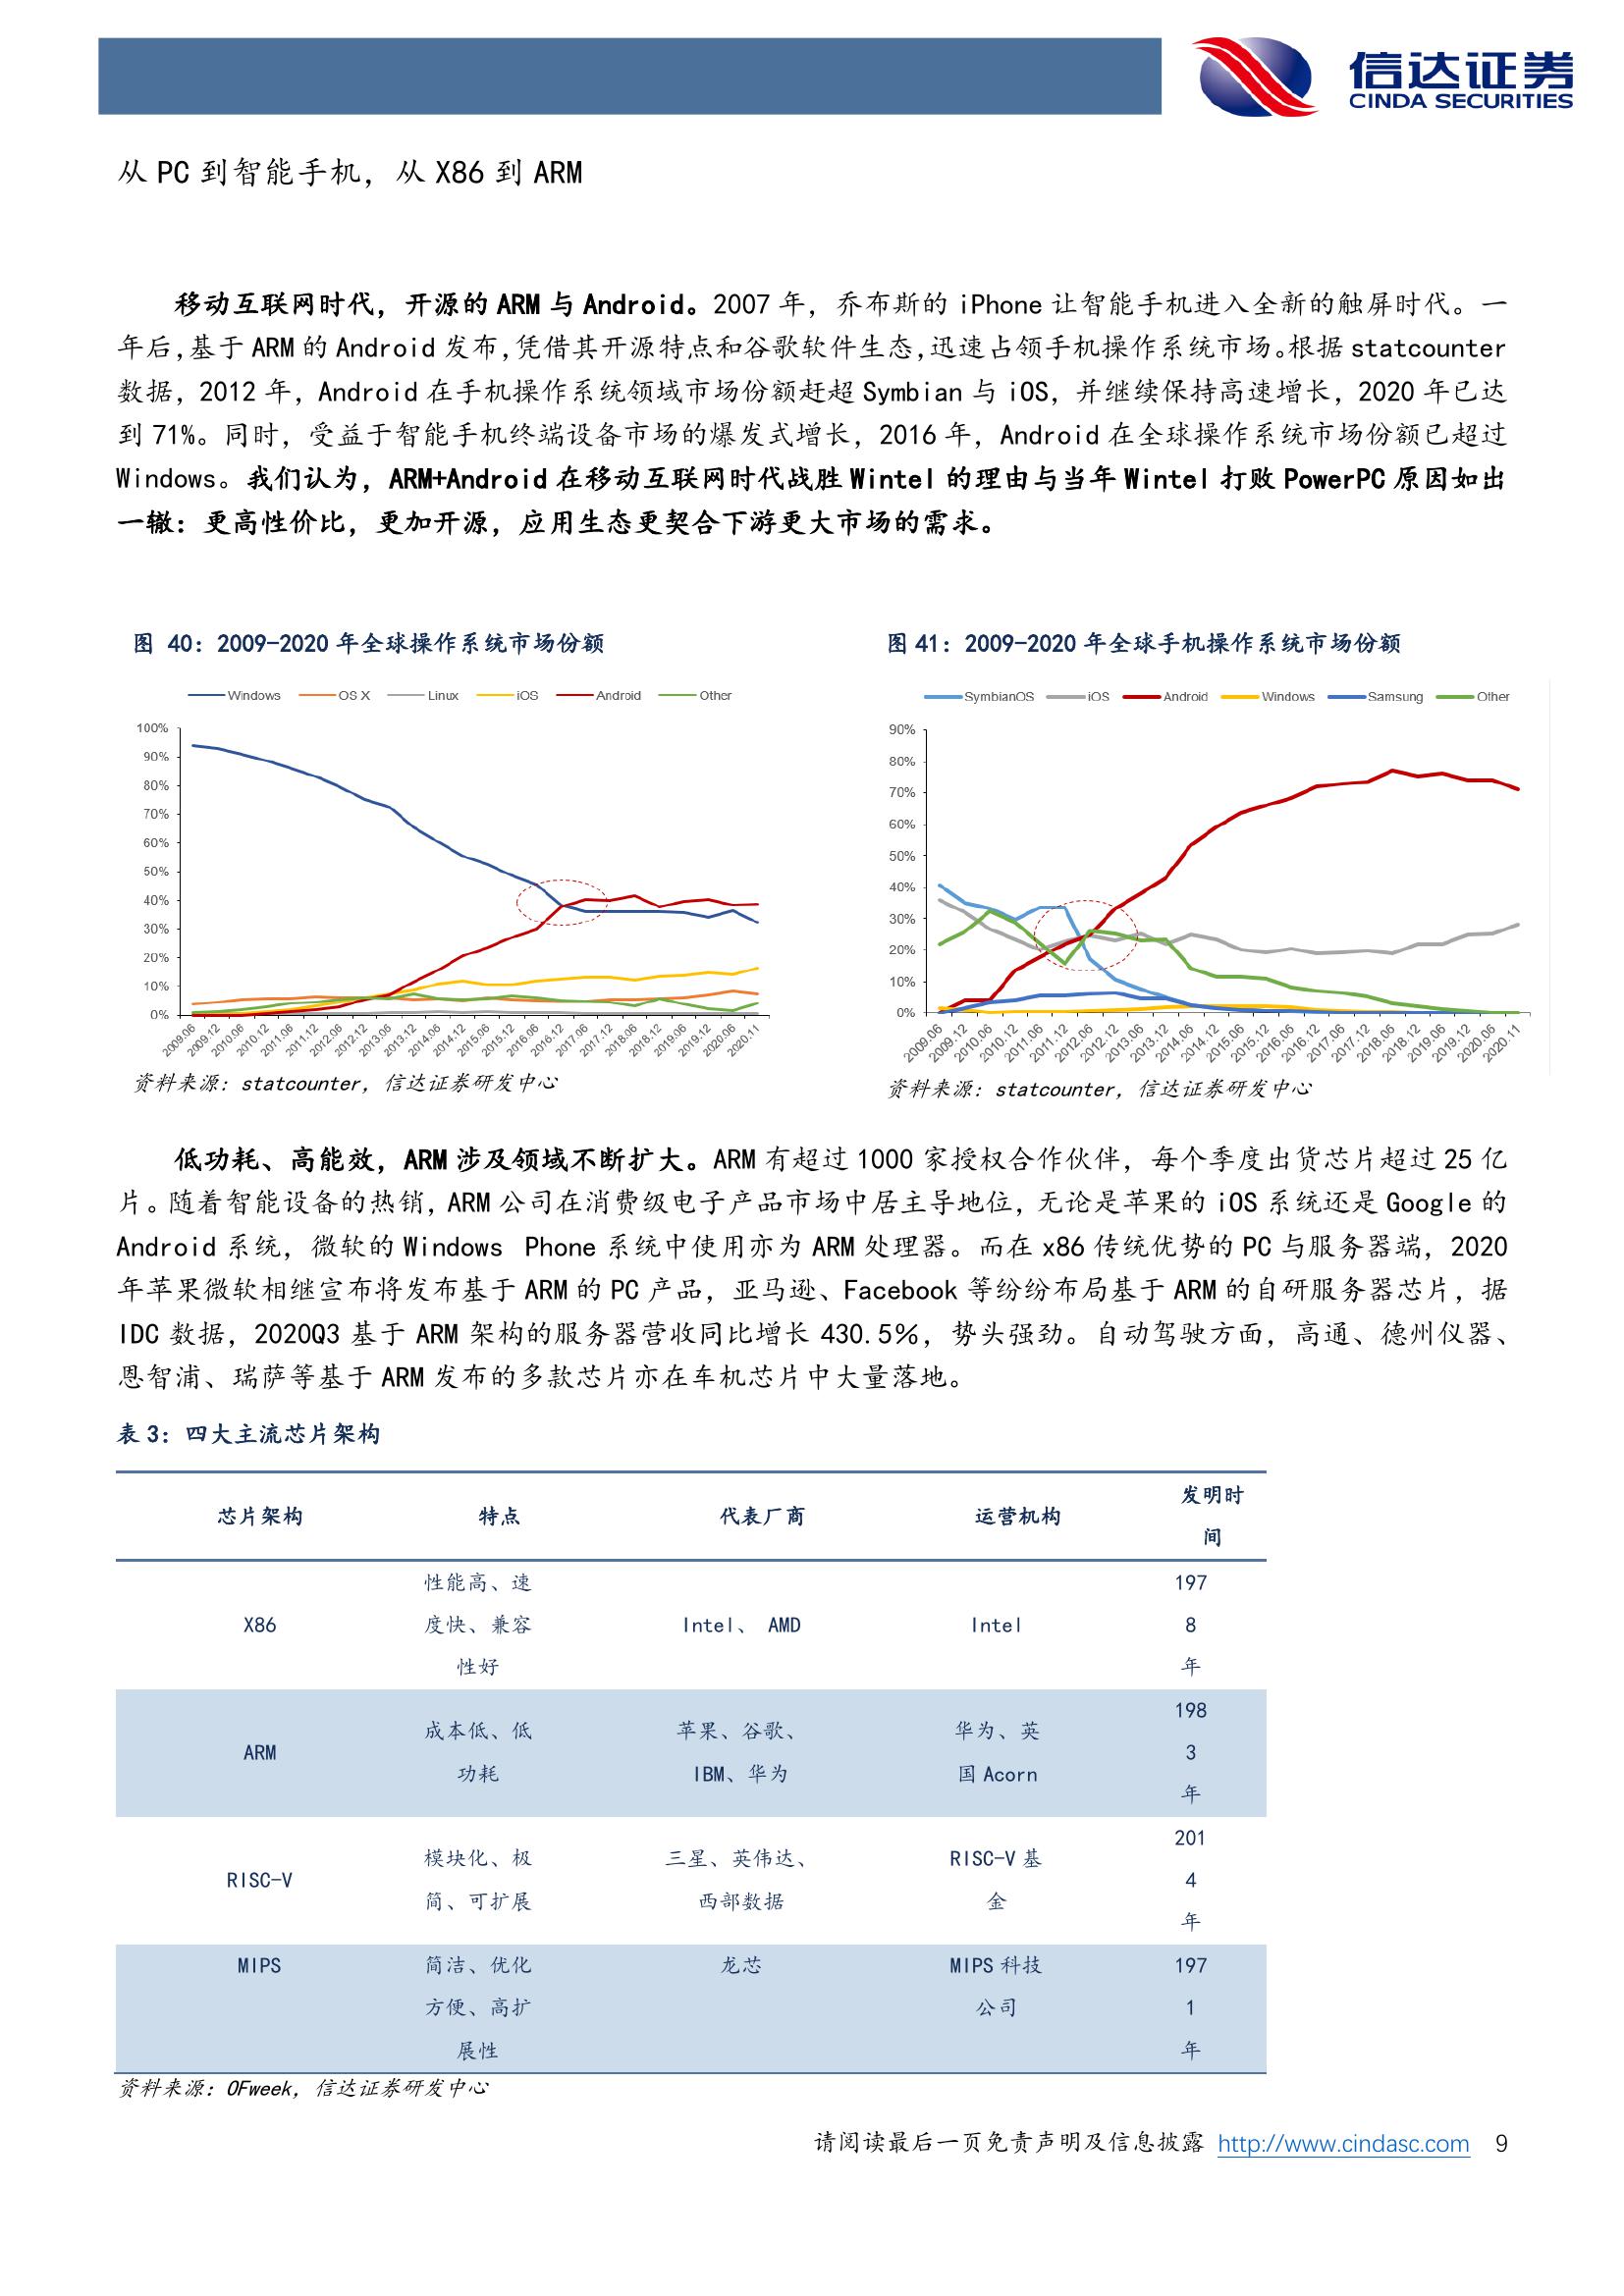 信达证券
CINDA SECURITIES
从 PC 到智能手机，从 X86 到 ARM
移动互联网时代，开源的 ARM 与 Android。2007 年，乔布斯的 iPhone 让智能手机进入全新的触屏时代。一
年后,基于 ARM 的 Android 发布,凭借其开源特点和谷歌软件生态,迅速占领手机操作系统市场。根据 statcounter
数据，2012 年，Android 在手机操作系统领域市场份额赶超 Symbian 与 iOS，并继续保持高速增长，2020 年已达
到 71%。同时，受益于智能手机终端设备市场的爆发式增长，2016 年，Android 在全球操作系统市场份额已超过
Windows。我们认为，ARM+Android 在移动互联网时代战胜 Wintel 的理由与当年 Wintel 打败 PowerPC 原因如出
一辙：更高性价比，更加开源，应用生态更契合下游更大市场的需求。
图 40：2009-2020 年全球操作系统市场份额
Windows OS X Linux iOS Android Other
100%
90%
80%
70%
60%
50%
40%
30%
20%
10%
0%
2009.06 2009.12 2010.06 2010.12 2011.06 2011.12 2012.06 2012.12 2013.06 2013.12 2014.06 2014.12 2015.06 2015.12 2016.06 2016.12 2017.06 2017.12 2018.06 2018.12 2019.06 2019.12 2020.06 2020.11
资料来源：statcounter，信达证券研发中心
图 41：2009-2020 年全球手机操作系统市场份额
SymbianOS iOS Android Windows Samsung Other
90%
80%
70%
60%
50%
40%
30%
20%
10%
0%
2009.06 2009.12 2010.06 2010.12 2011.06 2011.12 2012.06 2012.12 2013.06 2013.12 2014.06 2014.12 2015.06 2015.12 2016.06 2016.12 2017.06 2017.12 2018.06 2018.12 2019.06 2019.12 2020.06 2020.11
资料来源：statcounter，信达证券研发中心
低功耗、高能效，ARM 涉及领域不断扩大。ARM 有超过 1000 家授权合作伙伴，每个季度出货芯片超过 25 亿
片。随着智能设备的热销，ARM 公司在消费级电子产品市场中居主导地位，无论是苹果的 iOS 系统还是 Google 的
Android 系统，微软的 Windows Phone 系统中使用亦为 ARM 处理器。而在 x86 传统优势的 PC 与服务器端，2020
年苹果微软相继宣布将发布基于 ARM 的 PC 产品，亚马逊、Facebook 等纷纷布局基于 ARM 的自研服务器芯片，据
IDC 数据，2020Q3 基于 ARM 架构的服务器营收同比增长 430.5%，势头强劲。自动驾驶方面，高通、德州仪器、
恩智浦、瑞萨等基于 ARM 发布的多款芯片亦在车机芯片中大量落地。
表 3：四大主流芯片架构
芯片架构 特点 代表厂商 运营机构 发明时
间
性能高、速 197
X86 度快、兼容 Intel、 AMD Intel 8
性好 年
198
成本低、低 苹果、谷歌、 华为、英
ARM 3
功耗 IBM、华为 国 Acorn
年
201
模块化、极 三星、英伟达、 RISC-V 基
RISC-V 4
简、可扩展 西部数据 金
年
MIPS 简洁、优化 龙芯 MIPS 科技 197
方便、高扩 公司 1
展性 年
资料来源：OFweek，信达证券研发中心
请阅读最后一页免责声明及信息披露 http://www.cindasc.com 9